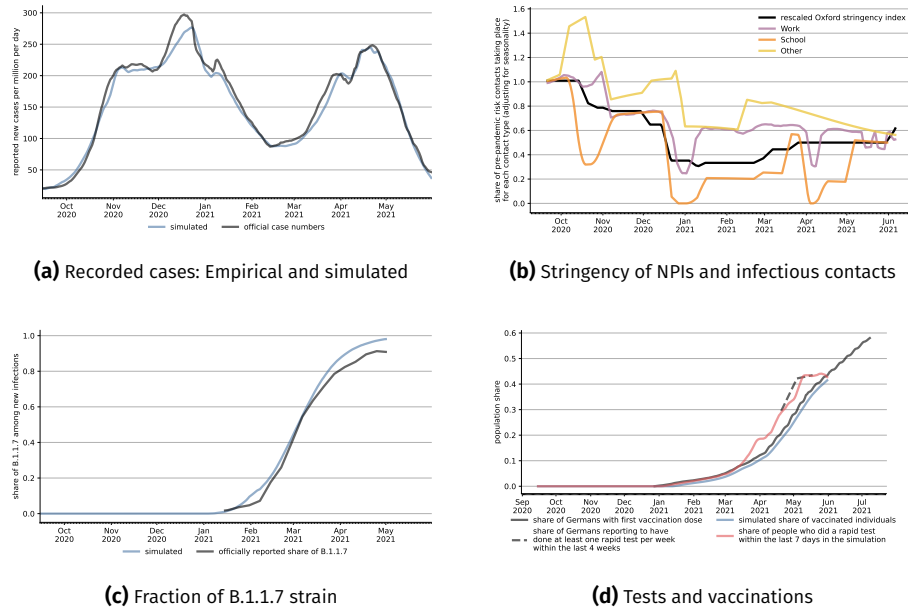 reported new cases per million per day
300
250
200
150
100
50
Oct
2020
Nov
2020
Dec
2020
Jan
2021
Feb
2021
Mar
2021
Apr
2021
May
2021
simulated
official case numbers
(a) Recorded cases: Empirical and simulated
share of pre-pandemic risk contacts taking place
for each contact type (adjusting for seasonality)
1.6
1.4
1.2
1.0
0.8
0.6
0.4
0.2
0.0
rescaled Oxford stringency index
Work
School
Other
Oct
2020
Nov
2020
Dec
2020
Jan
2021
Feb
2021
Mar
2021
Apr
2021
May
2021
Jun
2021
(b) Stringency of NPIs and infectious contacts
share of B.1.1.7 among new infections
1.0
0.8
0.6
0.4
0.2
0.0
Oct
2020
Nov
2020
Dec
2020
Jan
2021
Feb
2021
Mar
2021
Apr
2021
May
2021
simulated
officially reported share of B.1.1.7
(c) Fraction of B.1.1.7 strain
population share
0.6
0.5
0.4
0.3
0.2
0.1
0.0
Sep
2020
Oct
2020
Nov
2020
Dec
2020
Jan
2021
Feb
2021
Mar
2021
Apr
2021
May
2021
Jun
2021
Jul
2021
share of Germans with first vaccination dose
share of Germans reporting to have
done at least one rapid test per week
within the last 4 weeks
simulated share of vaccinated individuals
share of people who did a rapid test
within the last 7 days in the simulation
(d) Tests and vaccinations